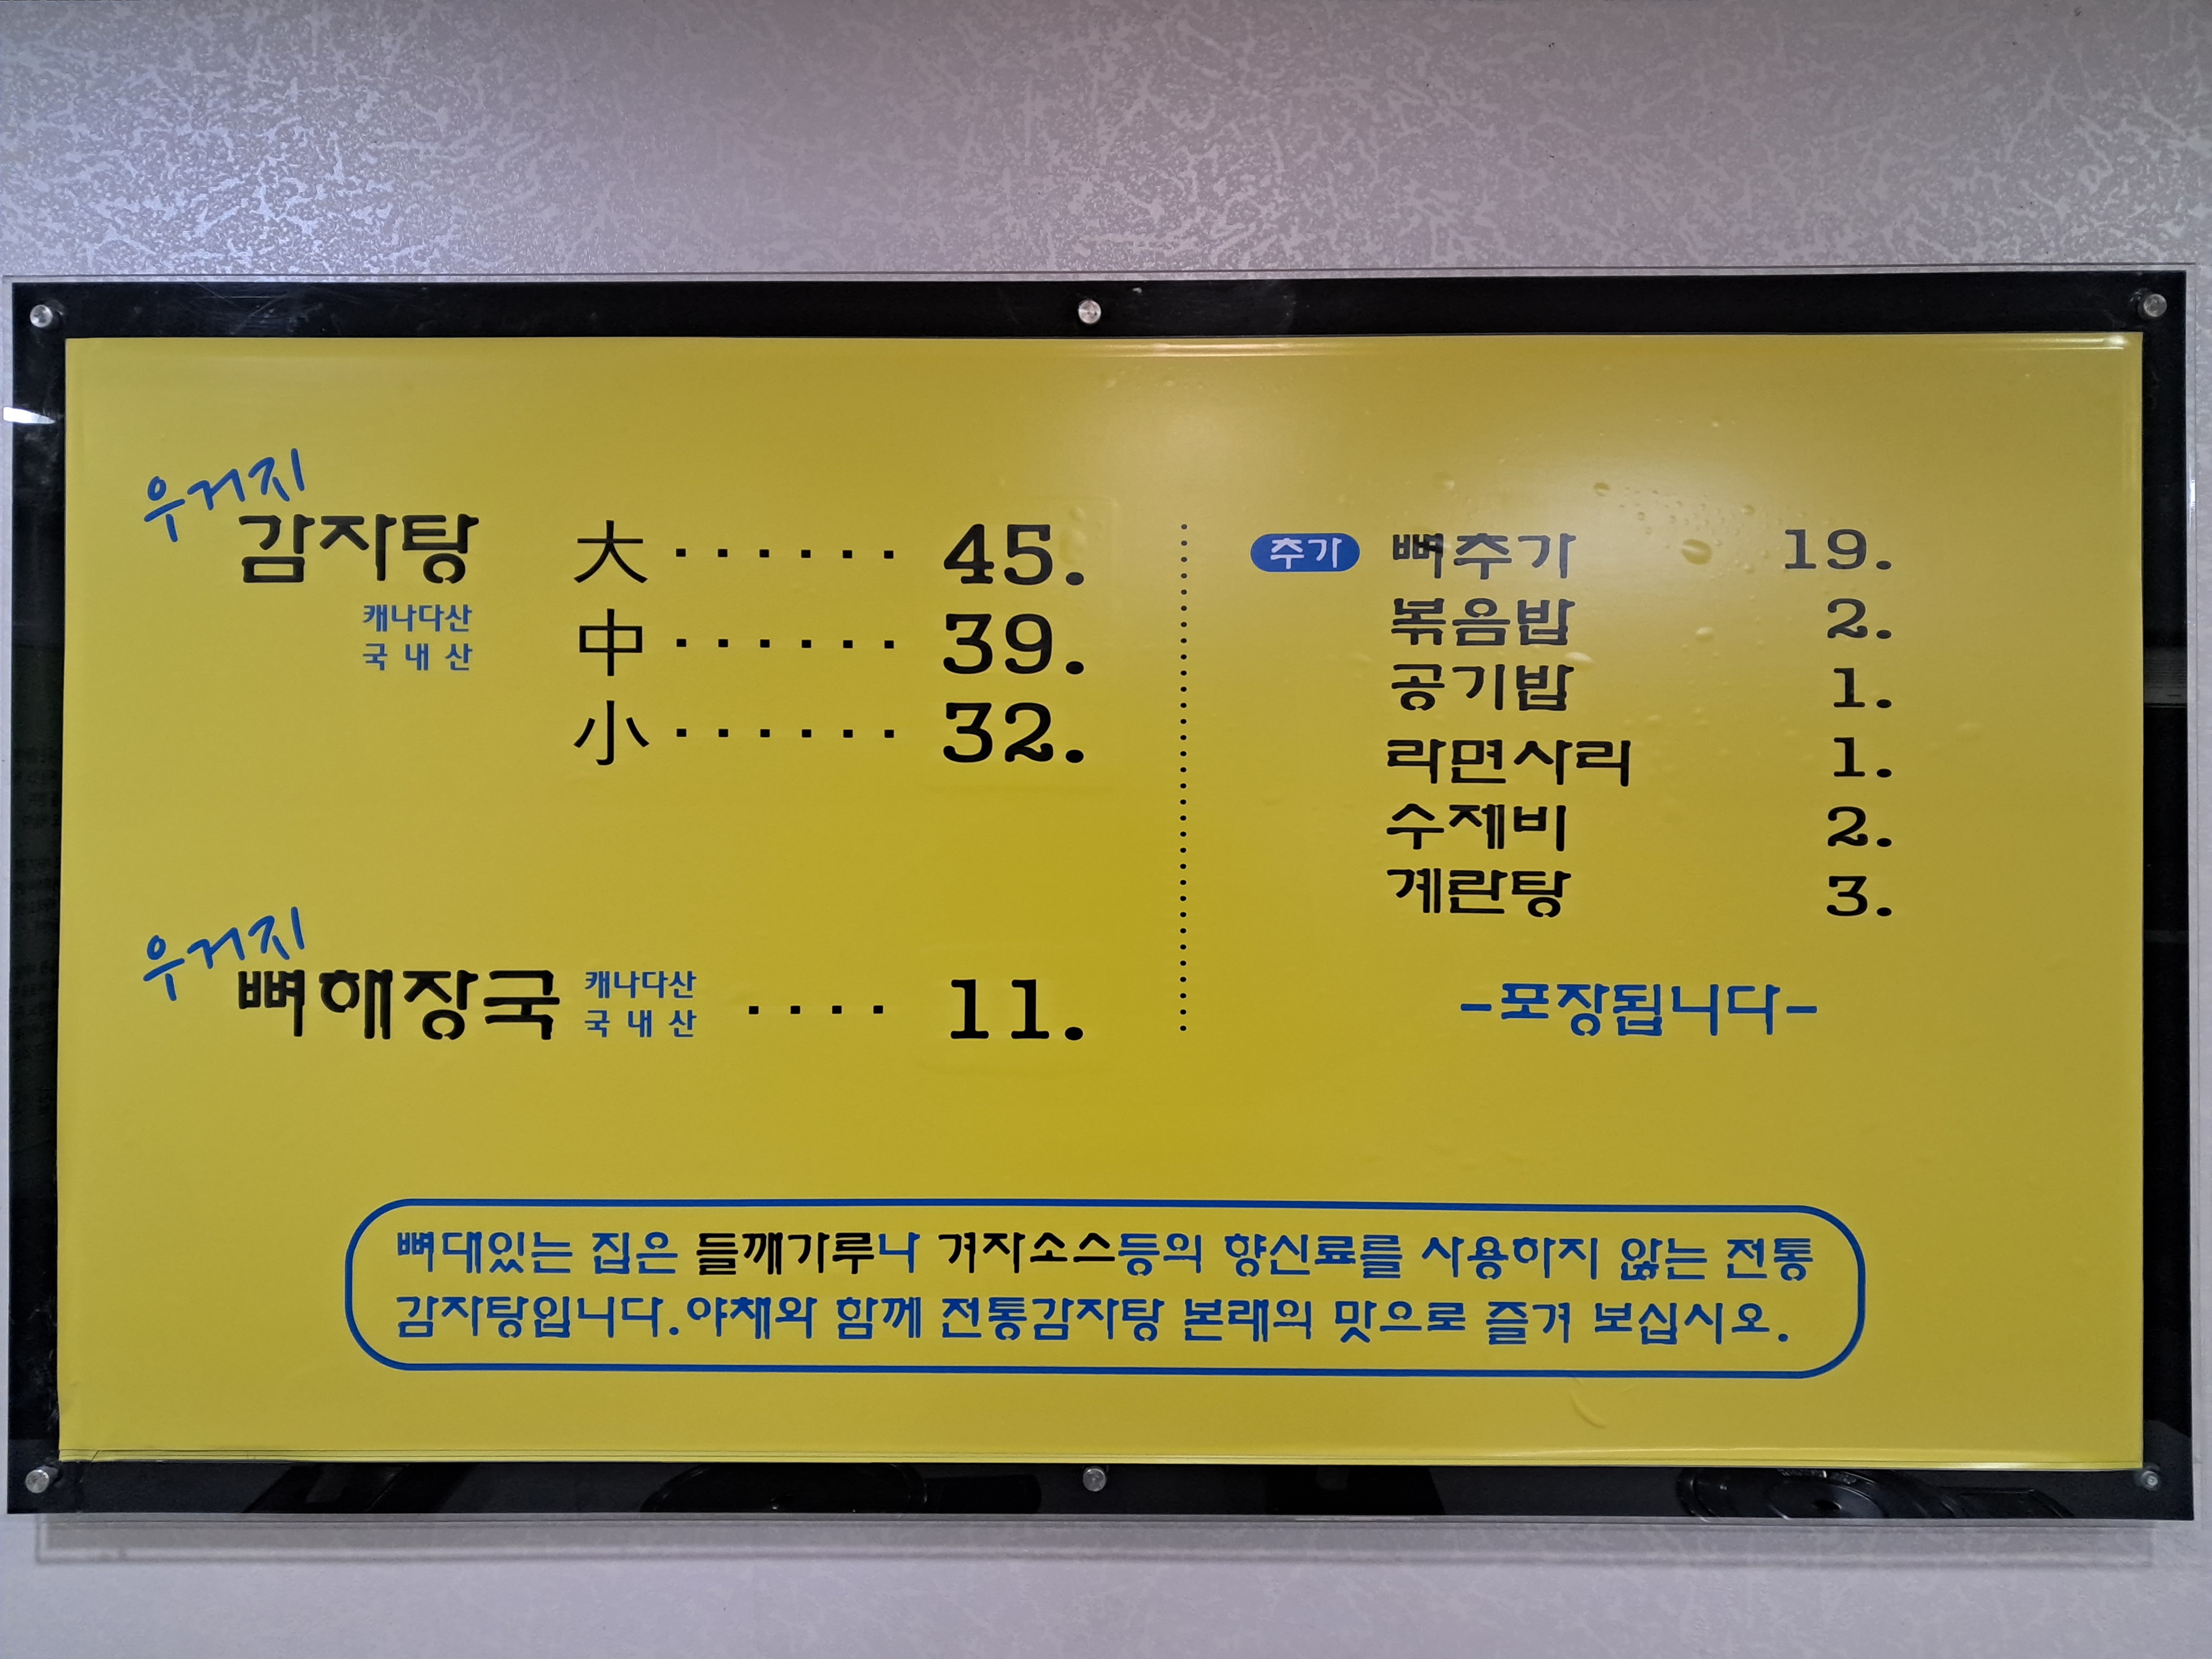 우거지
감자탕 大 ······ 45.
캐나다산
국내산
中 ······ 39.
小 ······ 32.
우거지
뼈해장국 캐나다산 국내산 ···· 11.
추가 뼈추가 19.
볶음밥 2.
공기밥 1.
라면사리 1.
수제비 2.
계란탕 3.
-포장됩니다-
뼈대있는 집은 들깨가루나 겨자소스등의 향신료를 사용하지 않는 전통
감자탕입니다.야채와 함께 전통감자탕 본래의 맛으로 즐겨 보십시오.